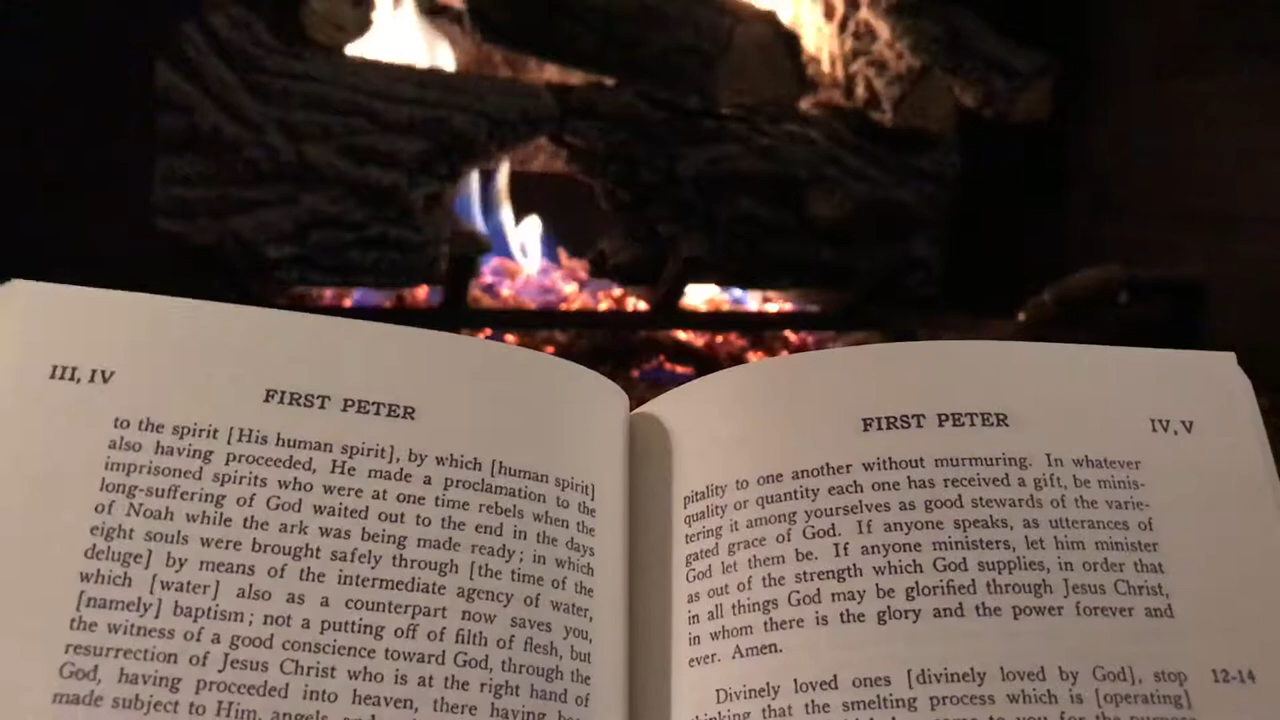 III, IV
FIRST PETER
to the spirit [His human spirit], by which [human spirit]
also having proceeded, He made a proclamation to the
imprisoned spirits who were at one time rebels when the
long-suffering of God waited out to the end in the days
of Noah while the ark was being made ready; in which
eight souls were brought safely through [the time of the
deluge] by means of the intermediate agency of water,
which [water] also as a counterpart now saves you,
[namely] baptism; not a putting off of filth of flesh, but
the witness of a good conscience toward God, through the
resurrection of Jesus Christ who is at the right hand of
God, having proceeded into heaven, there having
made subject to Him, angels
FIRST PETER
IV, V
pitality to one another without murmuring. In whatever
quality or quantity each one has received a gift, be minis-
tering it among yourselves as good stewards of the varie-
gated grace of God. If anyone speaks, as utterances of
God let them be. If anyone ministers, let him minister
as out of the strength which God supplies, in order that
in all things God may be glorified through Jesus Christ,
in whom there is the glory and the power forever and
ever. Amen.
Divinely loved ones [divinely loved by God], stop
12-14
thinking that the smelting process which is [operating]